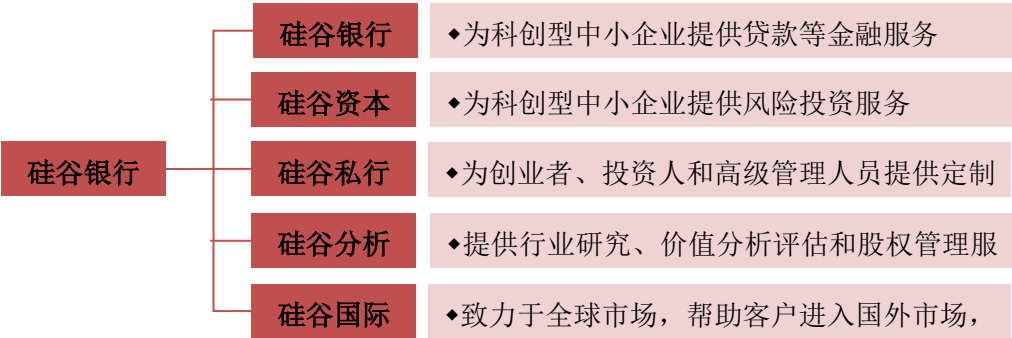 硅谷银行
硅谷银行
◆为科创型中小企业提供贷款等金融服务
硅谷资本
◆为科创型中小企业提供风险投资服务
硅谷私行
◆为创业者、投资人和高级管理人员提供定制
硅谷分析
◆提供行业研究、价值分析评估和股权管理服
硅谷国际
◆致力于全球市场，帮助客户进入国外市场，